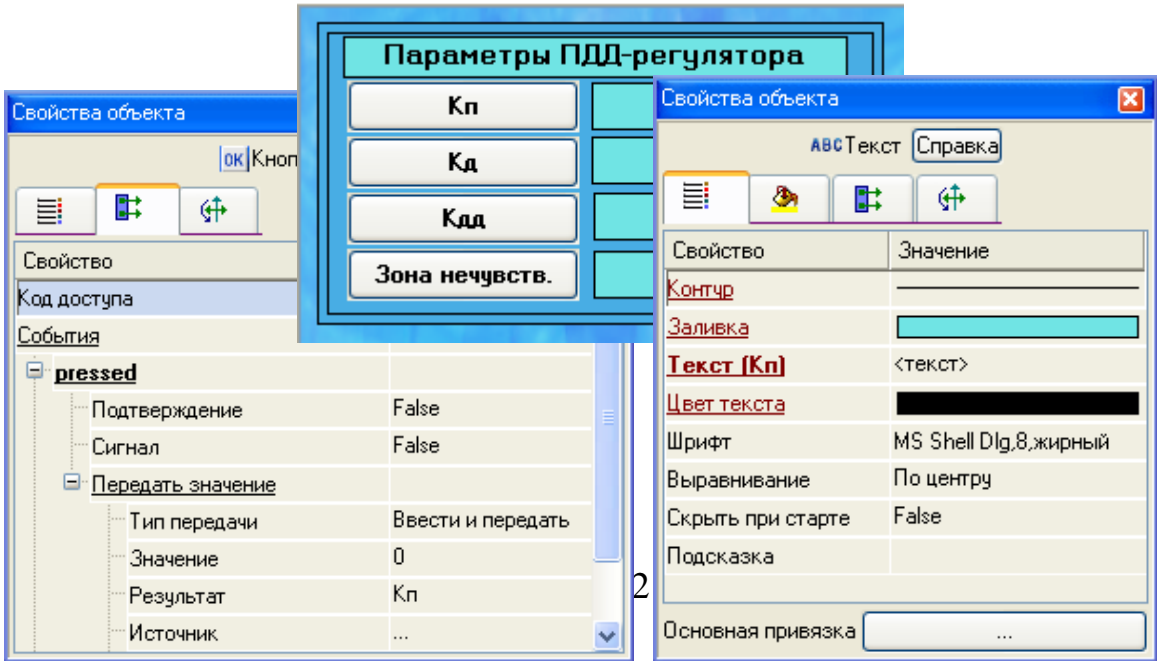 Параметры ПДД-регулятора
Кп
Кд
Кдд
Зона нечувств.
Свойства объекта
OK Кноп
Свойство
Код доступа
События
pressed
Подтверждение False
Сигнал False
Передать значение
Тип передачи Ввести и передать
Значение 0
Результат Кп
Источник ...
2
Свойства объекта
ABC Текст Справка
Свойство Значение
Контур
Заливка
Текст (Кп) <текст>
Цвет текста
Шрифт MS Shell Dlg,8,жирный
Выравнивание По центру
Скрыть при старте False
Подсказка
Основная привязка ...